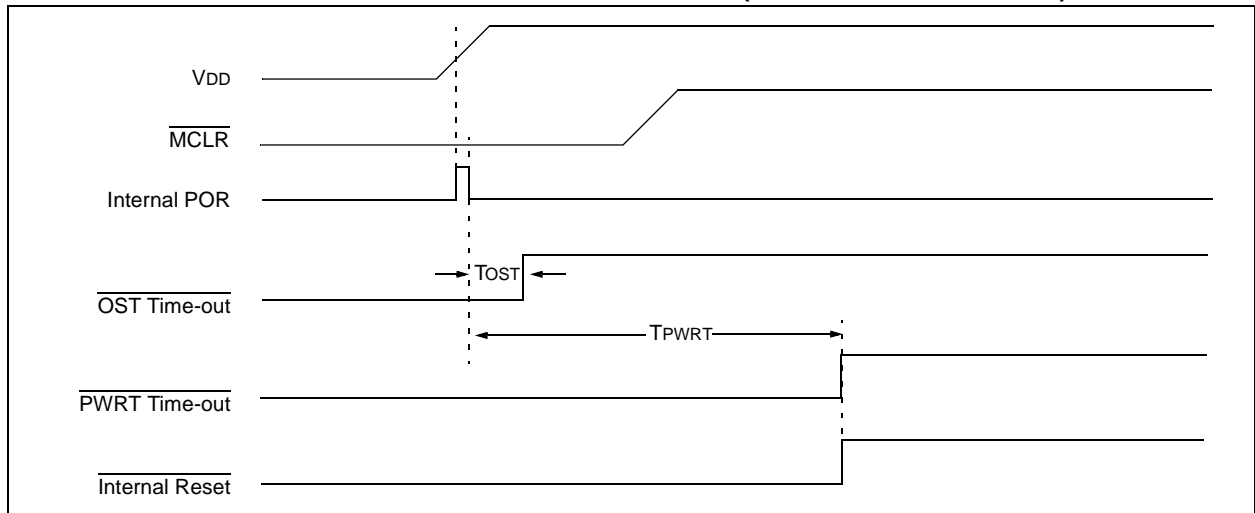 VDD
MCLR
Internal POR
TOST
OST Time-out
TPWRT
PWRT Time-out
Internal Reset